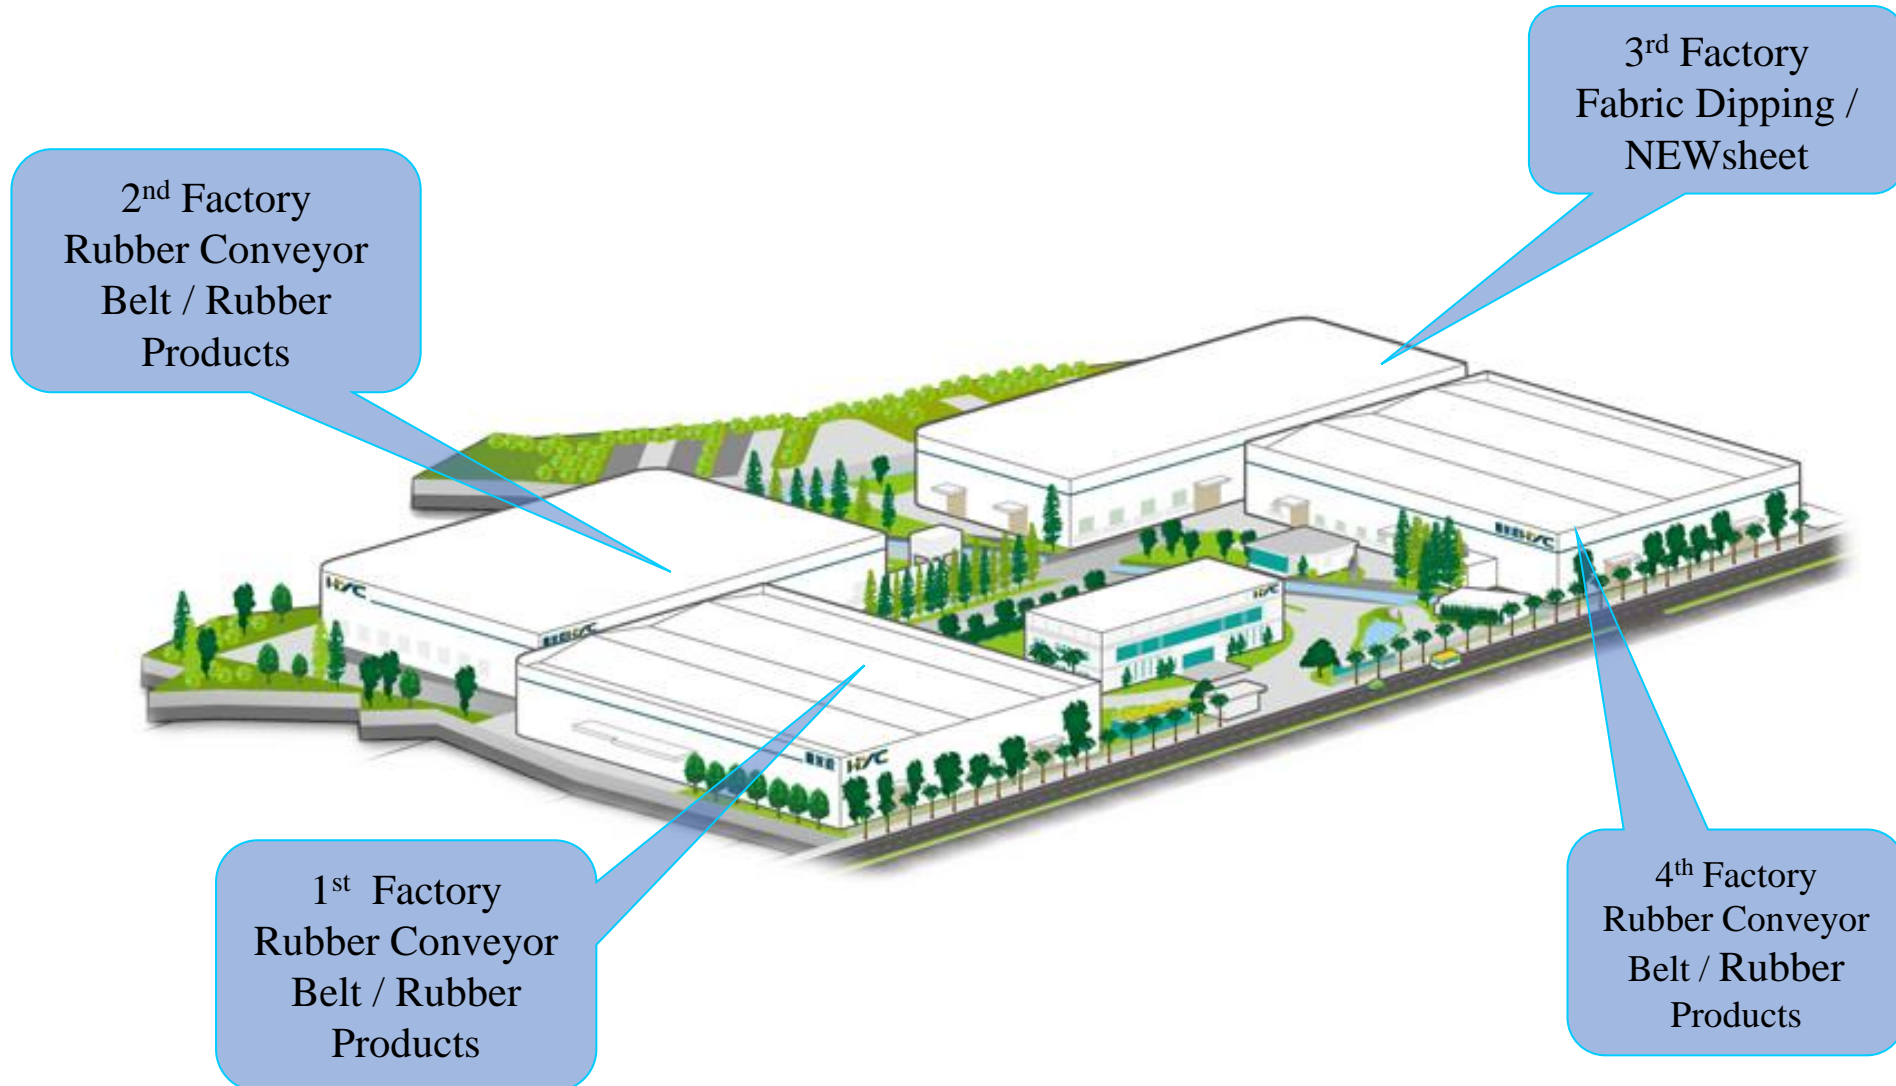 3rd Factory
Fabric Dipping /
NEWsheet
2nd Factory
Rubber Conveyor
Belt / Rubber
Products
1st Factory
Rubber Conveyor
Belt / Rubber
Products
4th Factory
Rubber Conveyor
Belt / Rubber
Products